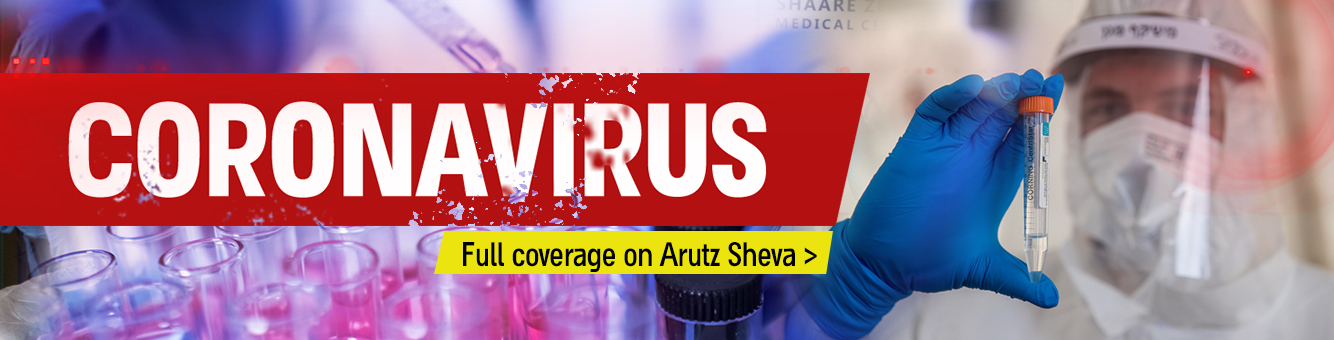 SHAARE
MEDICAL
CORONAVIRUS
Full coverage on Arutz Sheva >